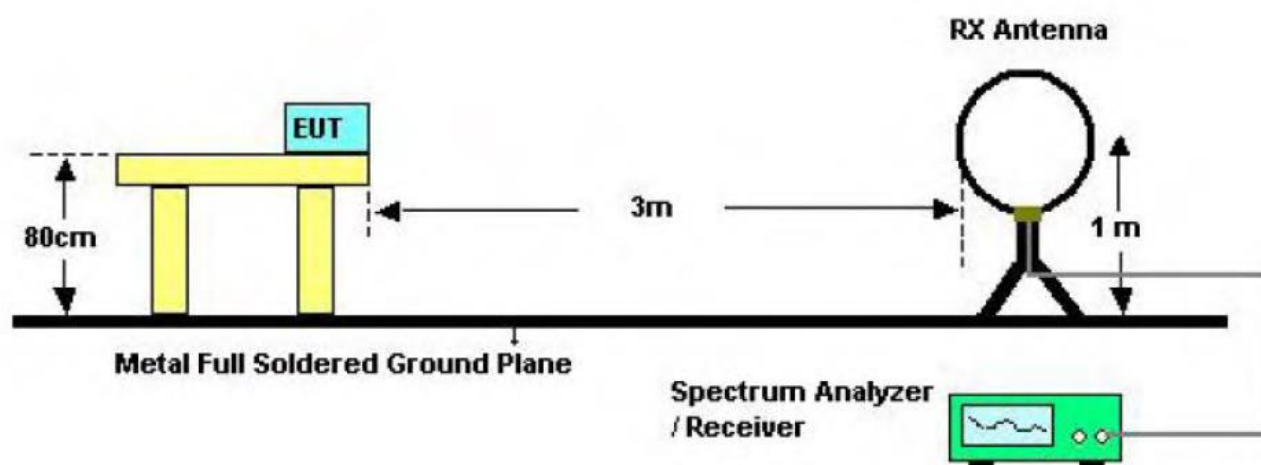 RX Antenna
EUT
80cm
3m
1 m
Metal Full Soldered Ground Plane
Spectrum Analyzer
/ Receiver